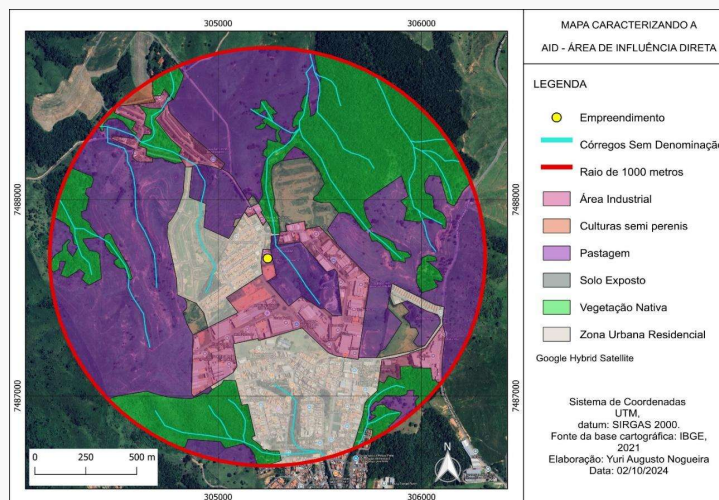 305000
306000
7488000
7488000
7487000
7487000
305000
306000
0 250 500 m
N
MAPA CARACTERIZANDO A
AID - ÁREA DE INFLUÊNCIA DIRETA
LEGENDA
Empreendimento
Córregos Sem Denominação
Raio de 1000 metros
Área Industrial
Culturas semi perenis
Pastagem
Solo Exposto
Vegetação Nativa
Zona Urbana Residencial
Google Hybrid Satellite
Sistema de Coordenadas
UTM,
datum: SIRGAS 2000.
Fonte da base cartográfica: IBGE,
2021
Elaboração: Yuri Augusto Nogueira
Data: 02/10/2024